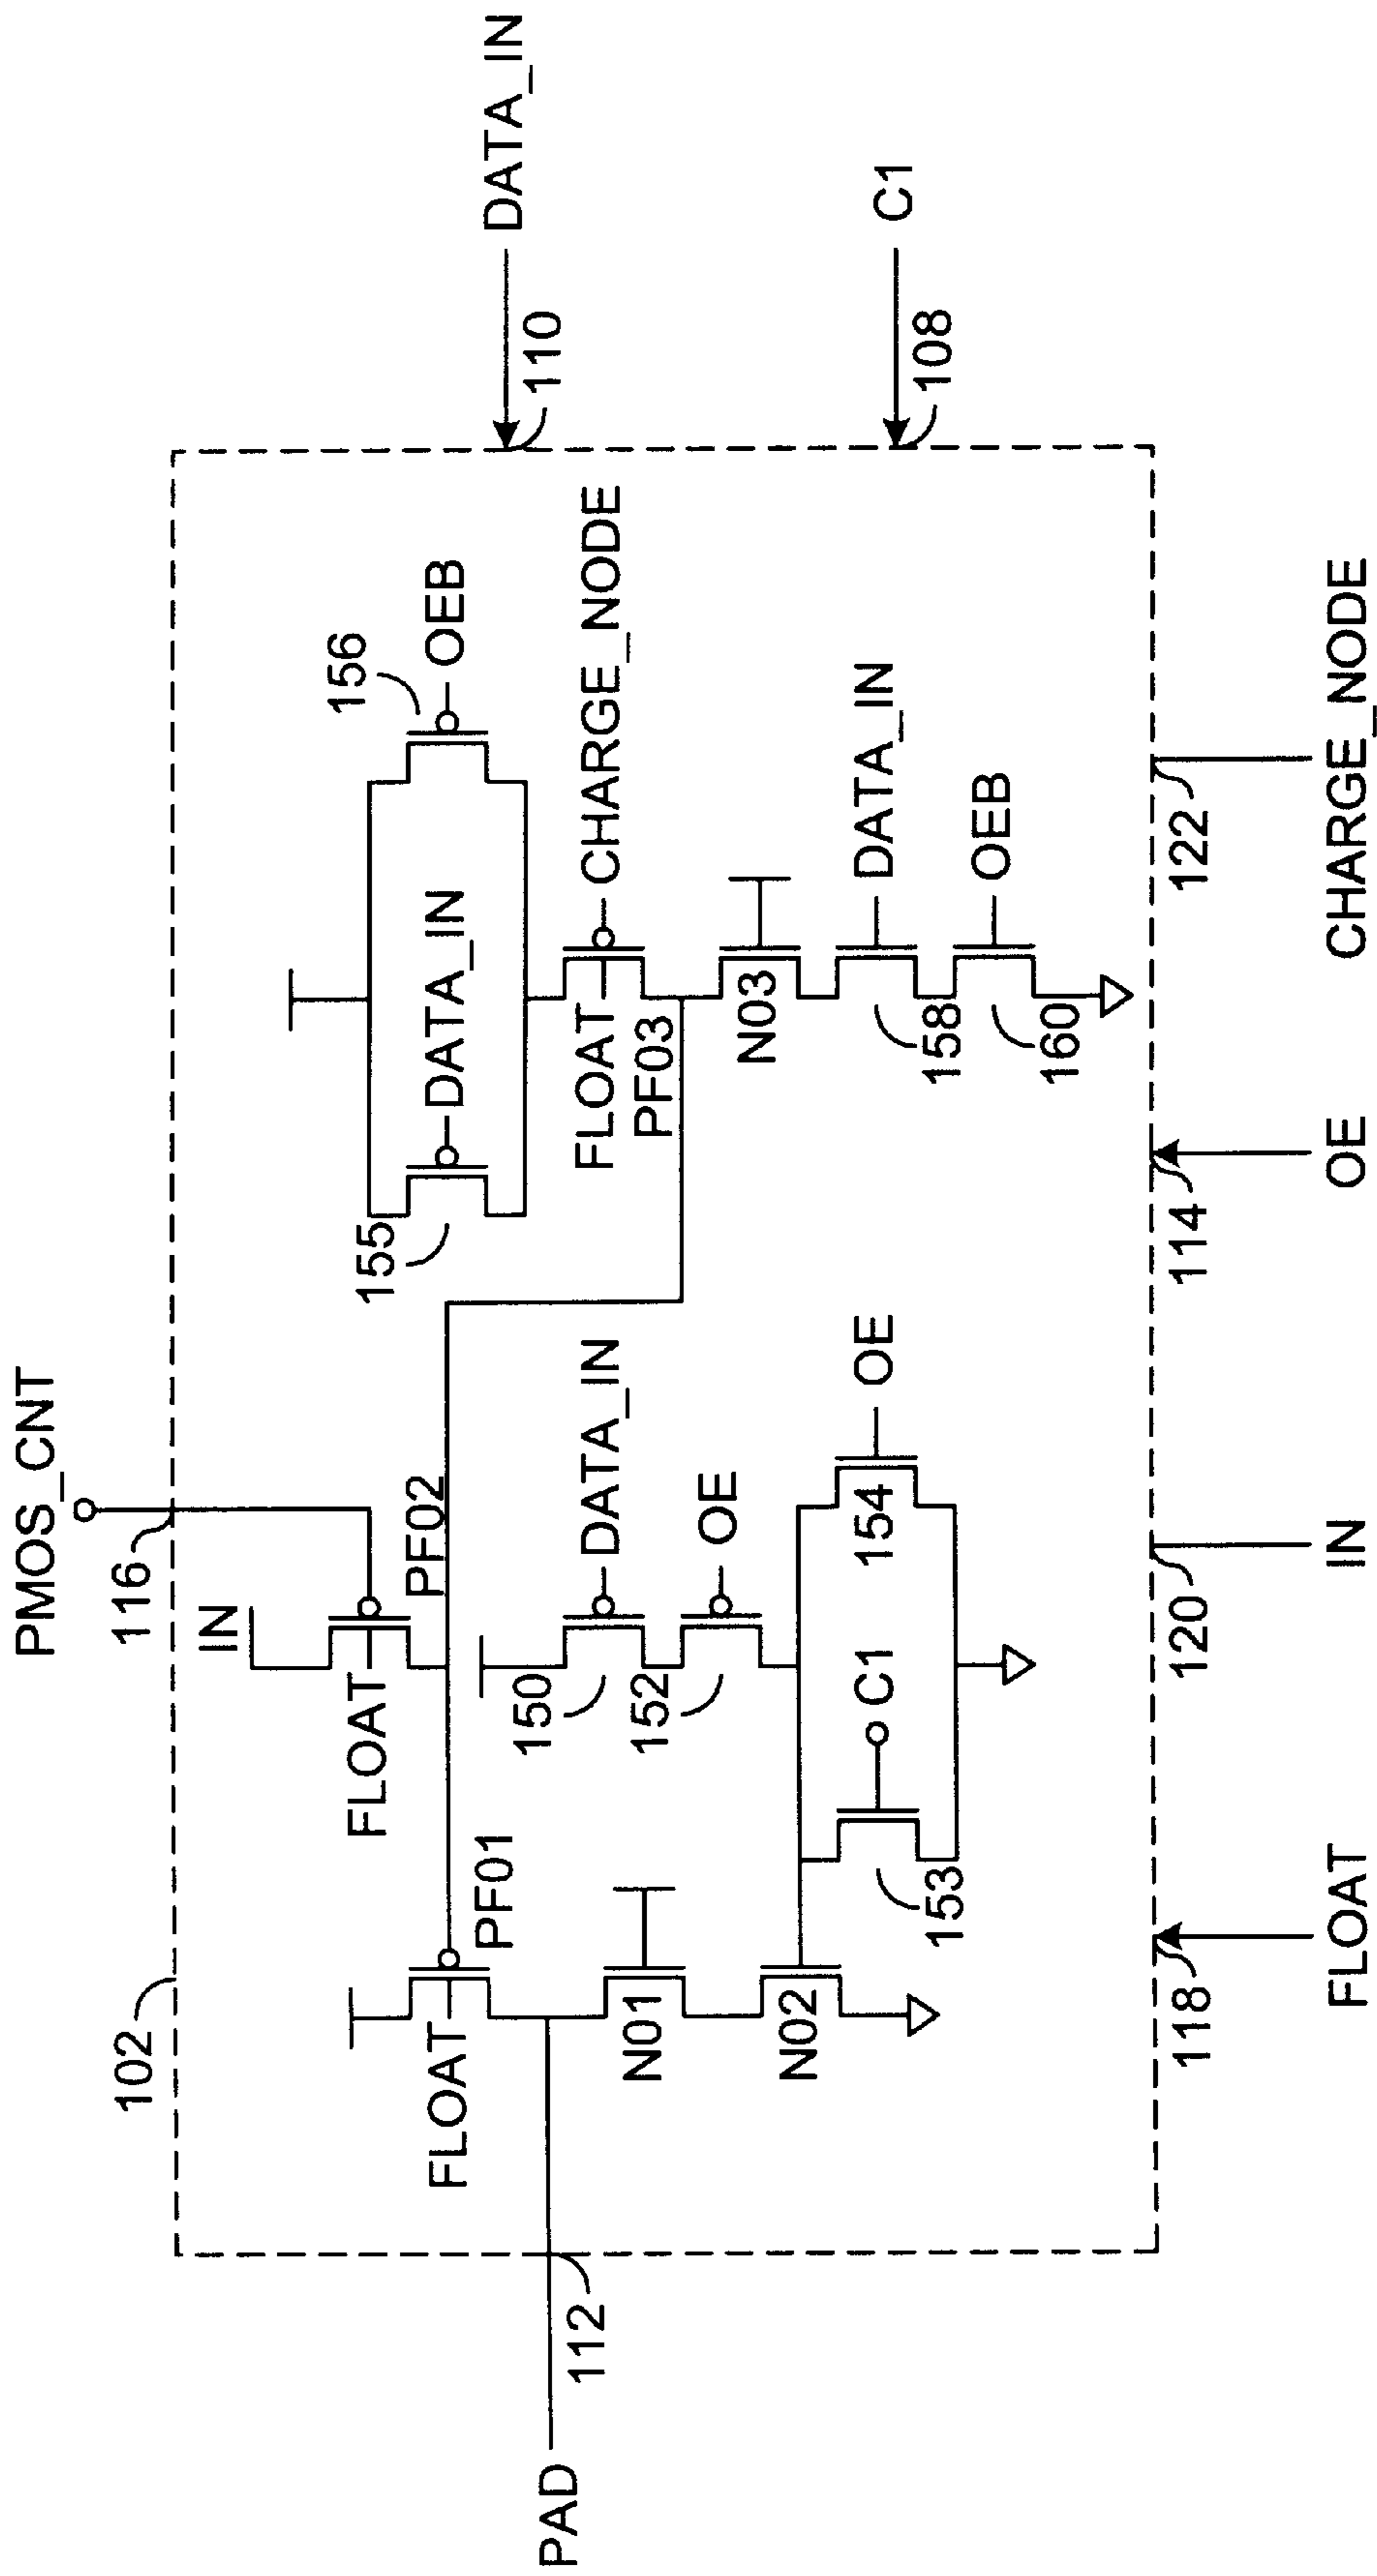 PMOS_CNT
116
102
IN
FLOAT
PF02
156
OEB
155
DATA_IN
DATA_IN
110
FLOAT
PF01
FLOAT
PF03
CHARGE_NODE
PAD
112
150
DATA_IN
N01
152
OE
N03
N02
C1
154
OE
158
DATA_IN
C1
108
153
160
OEB
118
120
114
122
FLOAT
IN
OE
CHARGE_NODE